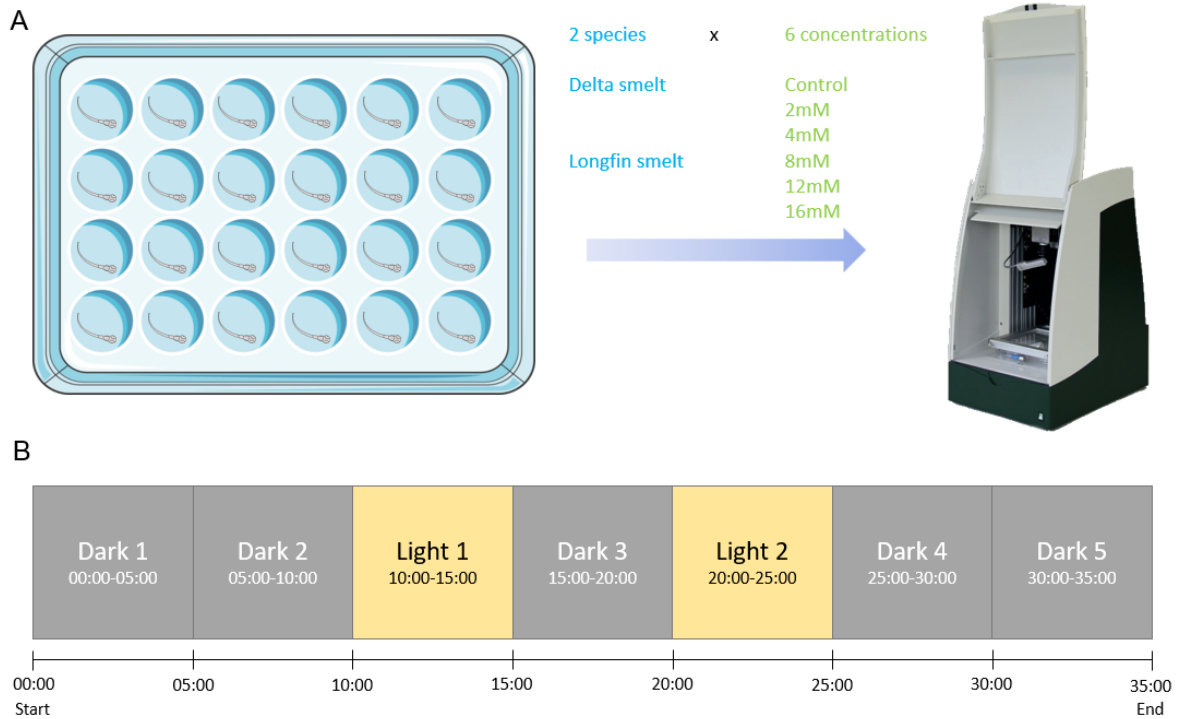 A
2 species x 6 concentrations
Delta smelt Control
2mM
4mM
Longfin smelt 8mM
12mM
16mM
B
Dark 1 Dark 2 Light 1 Dark 3 Light 2 Dark 4 Dark 5
00:00-05:00 05:00-10:00 10:00-15:00 15:00-20:00 20:00-25:00 25:00-30:00 30:00-35:00
00:00 05:00 10:00 15:00 20:00 25:00 30:00 35:00
Start End